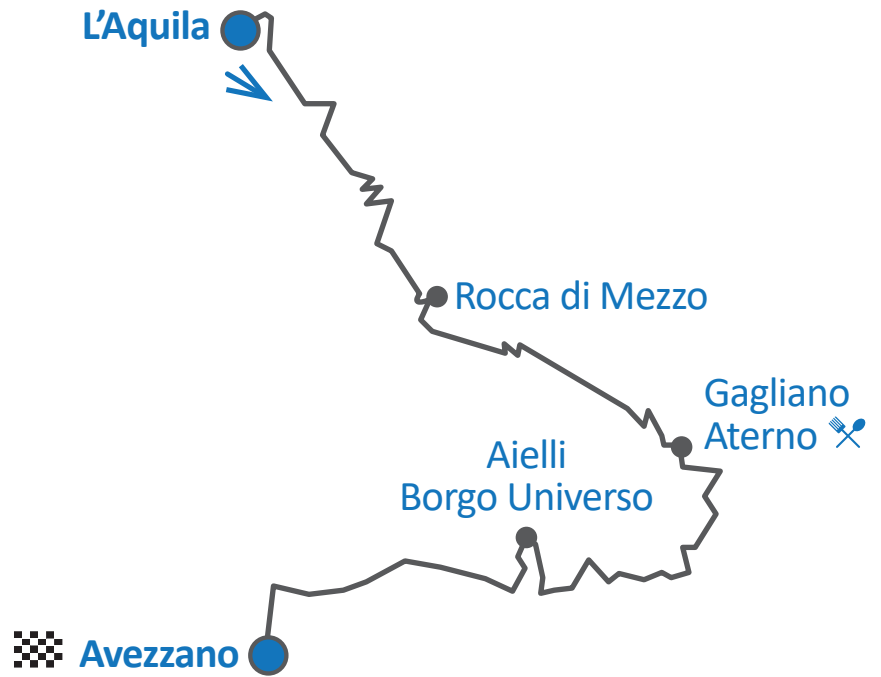 L’Aquila
Rocca di Mezzo
Gagliano
Aterno
Aielli
Borgo Universo
Avezzano